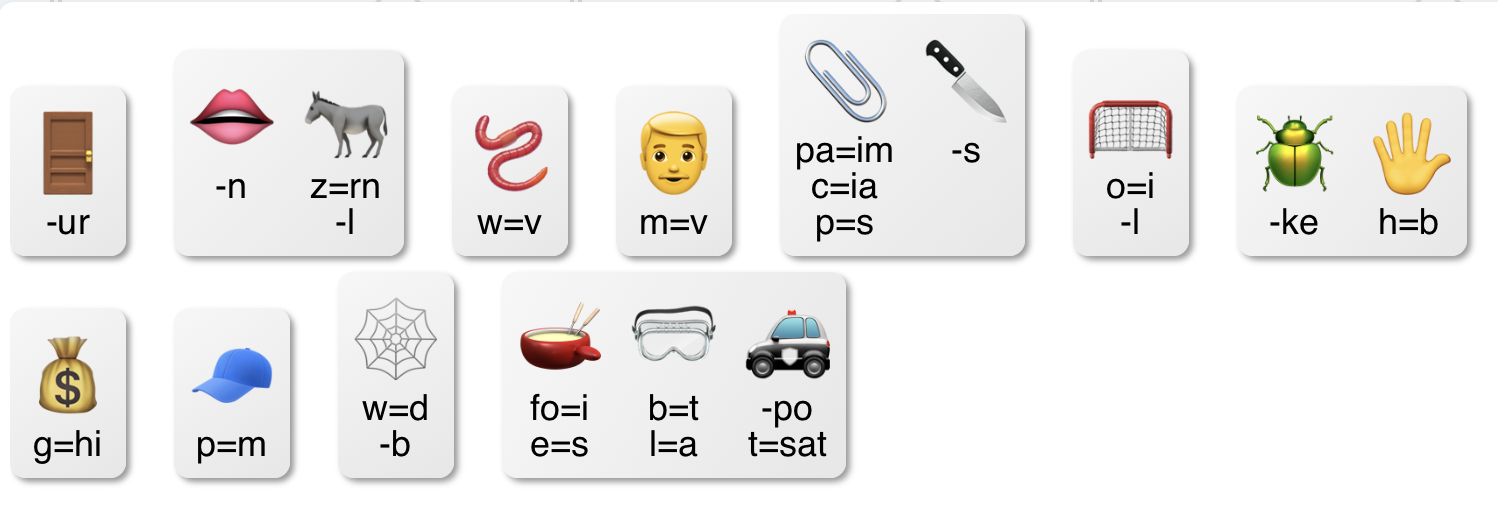 -ur
-n
z=rn
-l
w=v
m=v
pa=im
c=ia
p=s
-s
o=i
-l
-ke
h=b
$
g=hi
p=m
w=d
-b
fo=i
e=s
b=t
l=a
-po
t=sat